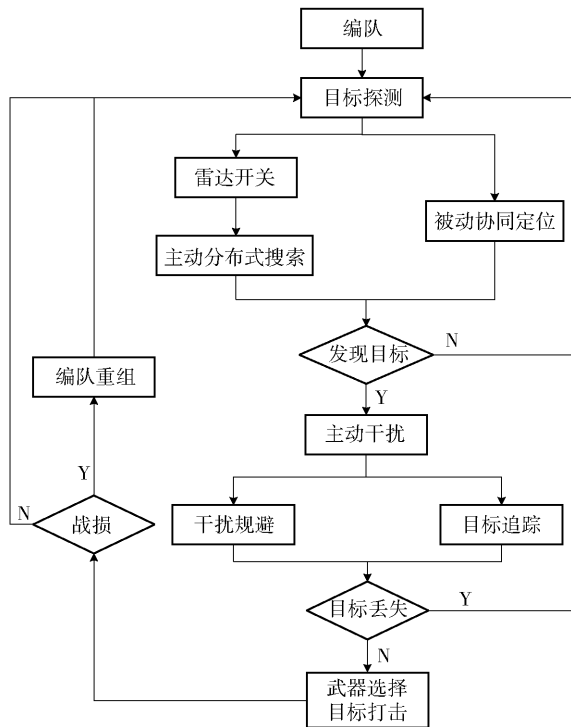 编队
目标探测
雷达开关
被动协同定位
主动分布式搜索
发现目标
N
编队重组
Y
主动干扰
Y
N
战损
干扰规避
目标追踪
目标丢失
Y
N
武器选择
目标打击